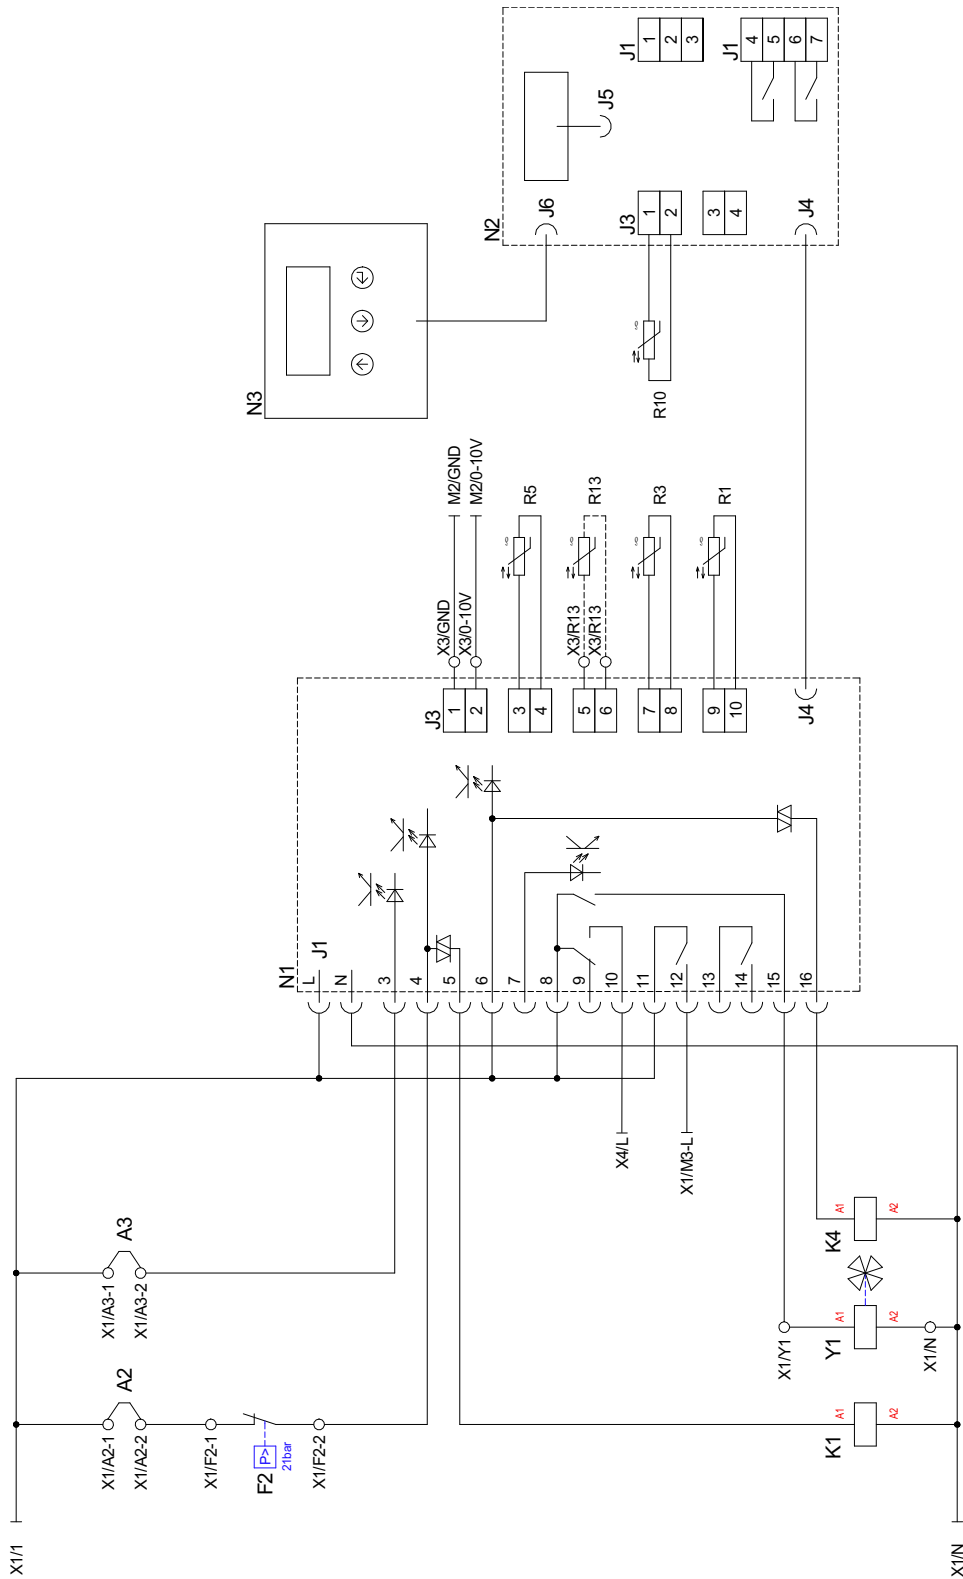 J1
1
2
3
J1
4
5
6
7
J5
J6
N2
J3
1
2
3
4
J4
N3
R10
M2/GND
M2/0-10V
R5
R13
R3
R1
X3/GND
X3/0-10V
X3/R13
X3/R13
J3
1
2
3
4
5
6
7
8
9
10
J4
N1
J1
L
N
3
4
5
6
7
8
9
10
11
12
13
14
15
16
X4/L
X1/M3-L
A3
X1/A3-1
X1/A3-2
A2
X1/A2-1
X1/A2-2
X1/F2-1
F2
P>
21bar
X1/F2-2
K4
A1
A2
X1/Y1
Y1
A1
A2
X1/N
K1
A1
A2
X1/1
X1/N